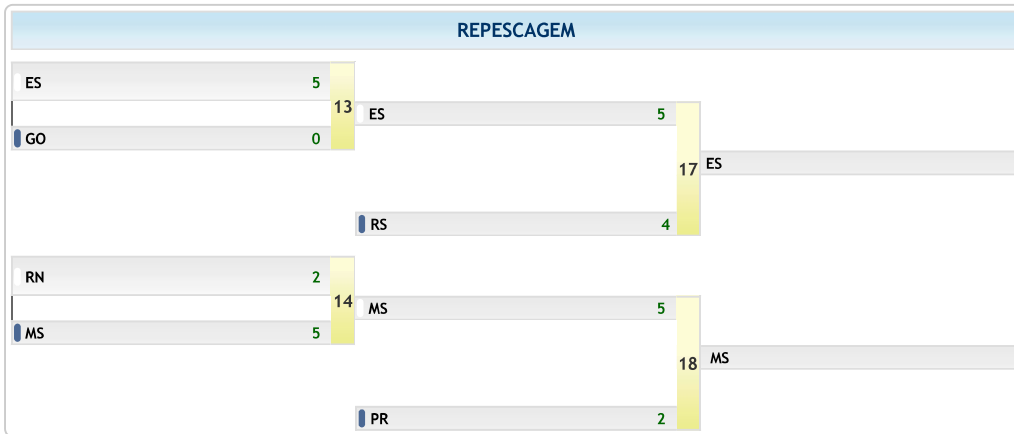 REPESCAGEM
ES 5
13
GO 0
ES 5
17
RS 4
ES
RN 2
14
MS 5
MS 5
18
PR 2
MS